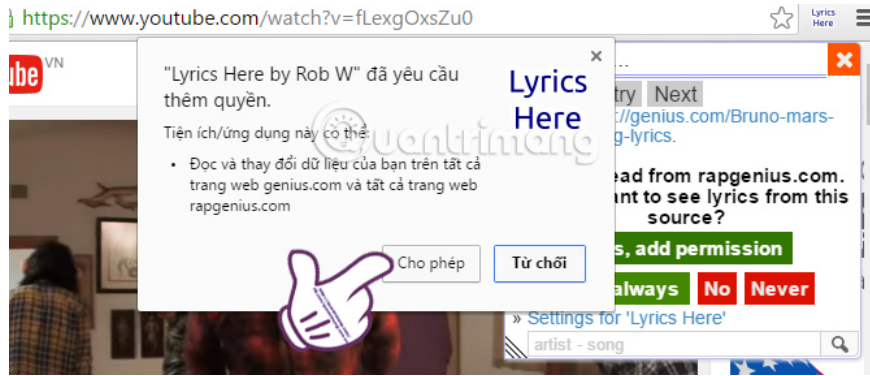 https://www.youtube.com/watch?v=fLexgOxsZu0
Lyrics
Here
ube VN
"Lyrics Here by Rob W" đã yêu cầu
thêm quyền.
Lyrics
Here
Tiện ích/ứng dụng này có thể:
• Đọc và thay đổi dữ liệu của bạn trên tất cả
trang web genius.com và tất cả trang web
rapgenius.com
Cho phép
Từ chối
Quantrimang
...
try Next
://genius.com/Bruno-mars-
g-lyrics.
ead from rapgenius.com.
nt to see lyrics from this
source?
s, add permission
always No Never
» Settings for 'Lyrics Here'
artist - song